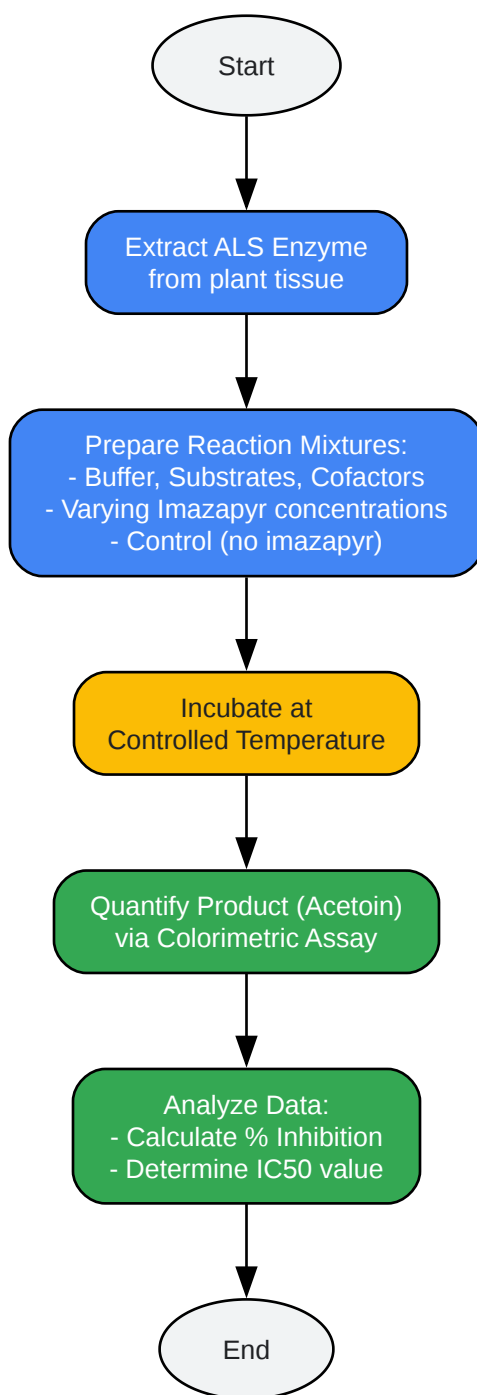 Start
Extract ALS Enzyme
from plant tissue
Prepare Reaction Mixtures:
- Buffer, Substrates, Cofactors
- Varying Imazapyr concentrations
- Control (no imazapyr)
Incubate at
Controlled Temperature
Quantify Product (Acetoin)
via Colorimetric Assay
Analyze Data:
- Calculate % Inhibition
- Determine IC50 value
End